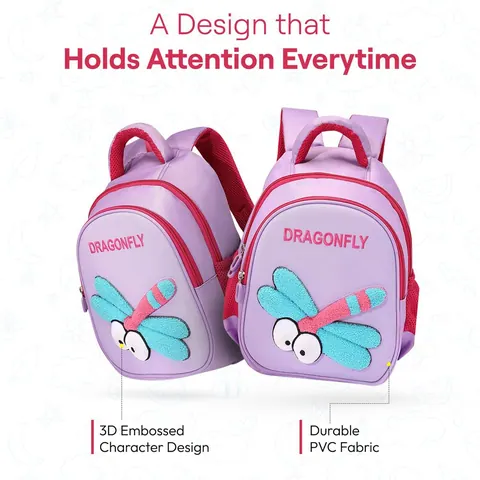 A Design that
Holds Attention Everytime
DRAGONFLY
DRAGONFLY
3D Embossed
Character Design
Durable
PVC Fabric